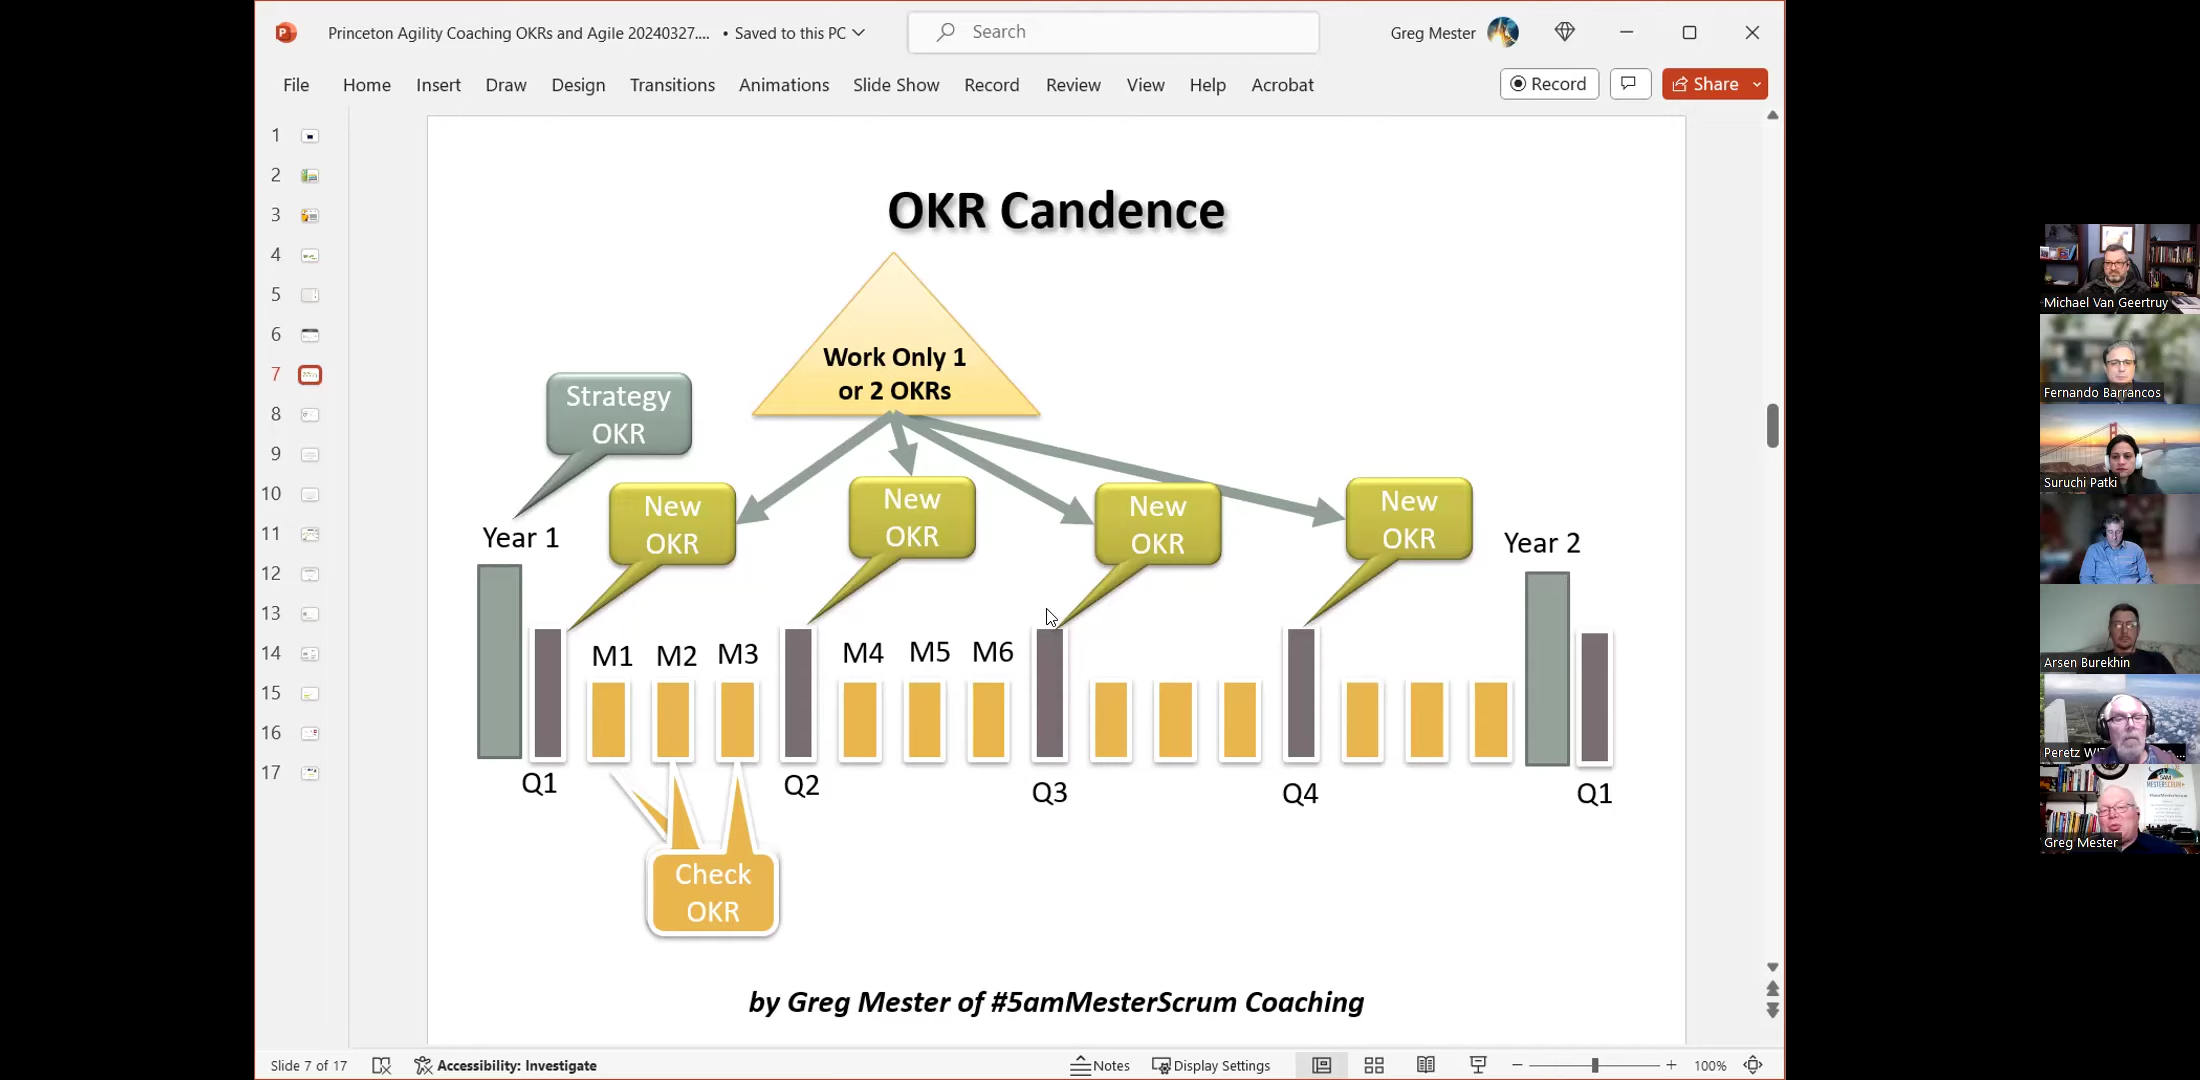 Princeton Agility Coaching OKRs and Agile 20240327.... • Saved to this PC
Search
Greg Mester
File Home Insert Draw Design Transitions Animations Slide Show Record Review View Help Acrobat
Record
Share
1
2
3
4
5
6
7
8
9
10
11
12
13
14
15
16
17
OKR Candence
Work Only 1
or 2 OKRs
Strategy
OKR
New
OKR
New
OKR
New
OKR
New
OKR
Year 1
Year 2
M1 M2 M3 M4 M5 M6
Q1 Q2 Q3 Q4 Q1
Check
OKR
by Greg Mester of #5amMesterScrum Coaching
Slide 7 of 17
Accessibility: Investigate
Notes
Display Settings
100%
Michael Van Geertruy
Fernando Barrancos
Suruchi Patki
Arsen Burekhin
Peretz
Greg Mester